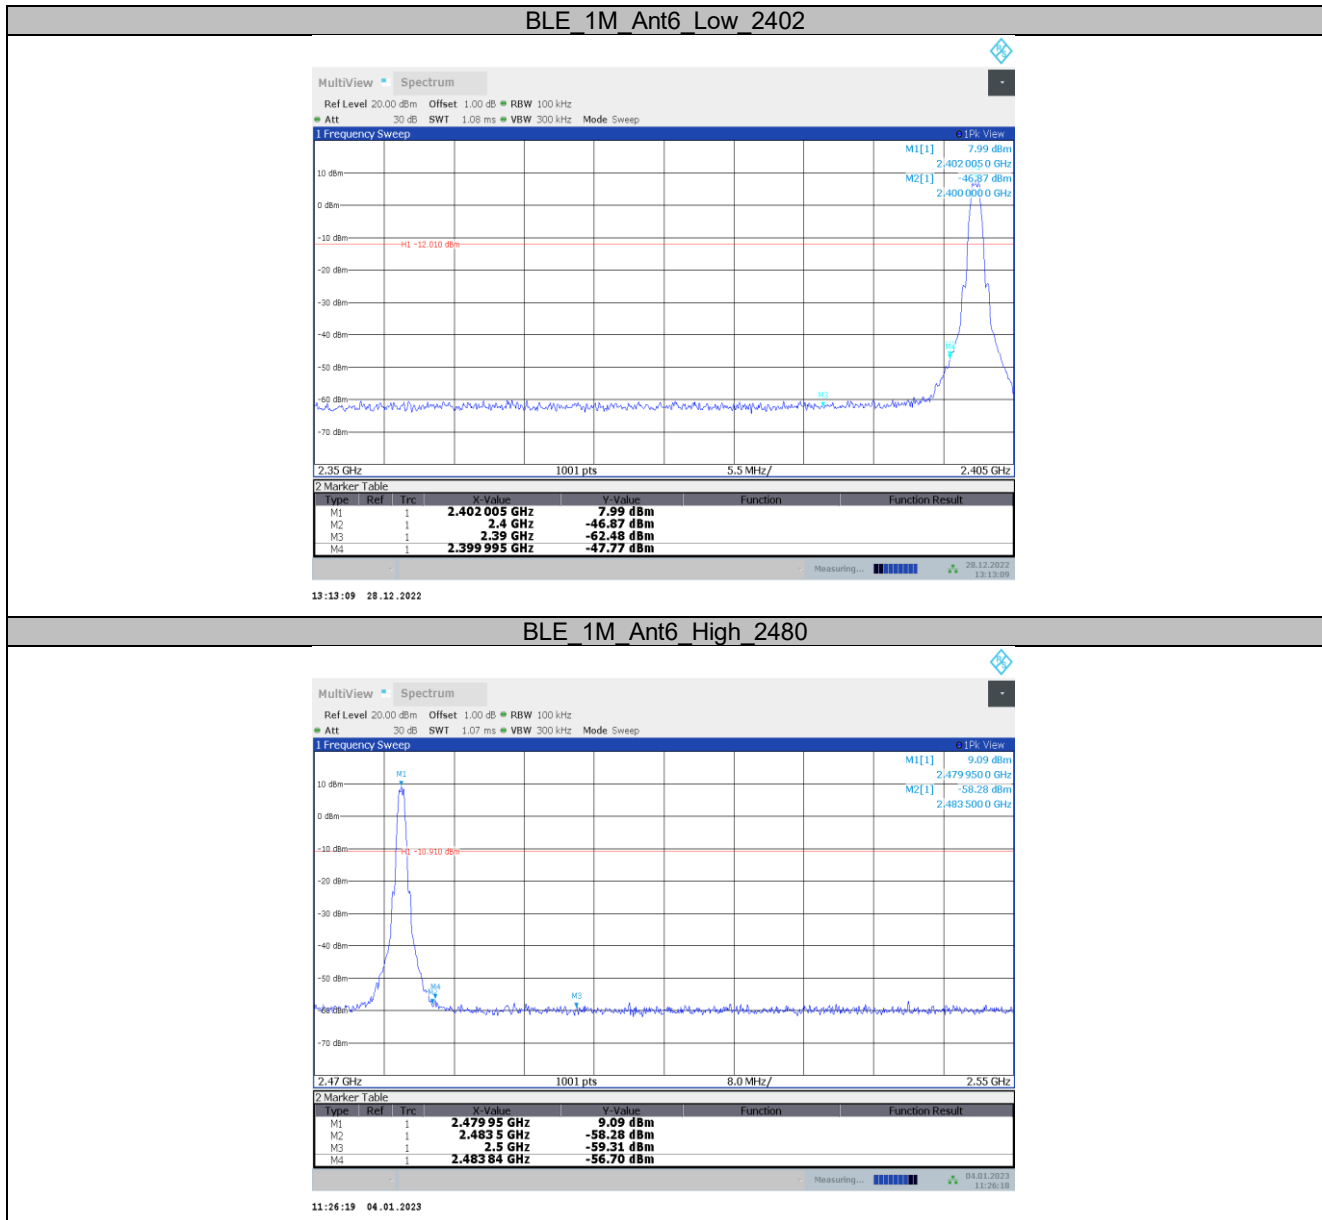 BLE_1M_Ant6_Low_2402
MultiView Spectrum
Ref Level 20.00 dBm Offset 1.00 dB RBW 100 kHz
Att 30 dB SWT 1.08 ms VBW 300 kHz Mode Sweep
1 Frequency Sweep 1Pk View
M1[1] 7.99 dBm
2.402 005 0 GHz
M2[1] -46.87 dBm
2.400 000 0 GHz
10 dBm
0 dBm
-10 dBm
H1 -12.010 dBm
-20 dBm
-30 dBm
-40 dBm
M4
-50 dBm
-60 dBm
M3
-70 dBm
2.35 GHz 1001 pts 5.5 MHz/ 2.405 GHz
2 Marker Table
Type Ref Trc X-Value Y-Value Function Function Result
M1 1 2.402 005 GHz 7.99 dBm
M2 1 2.4 GHz -46.87 dBm
M3 1 2.39 GHz -62.48 dBm
M4 1 2.399 995 GHz -47.77 dBm
Measuring... 28.12.2022
13:13:09
13:13:09 28.12.2022
BLE_1M_Ant6_High_2480
MultiView Spectrum
Ref Level 20.00 dBm Offset 1.00 dB RBW 100 kHz
Att 30 dB SWT 1.07 ms VBW 300 kHz Mode Sweep
1 Frequency Sweep 1Pk View
M1[1] 9.09 dBm
2.479 950 0 GHz
M2[1] -58.28 dBm
2.483 500 0 GHz
M1
10 dBm
0 dBm
-10 dBm
H1 -10.910 dBm
-20 dBm
-30 dBm
-40 dBm
-50 dBm
M4
M3
-60 dBm
-70 dBm
2.47 GHz 1001 pts 8.0 MHz/ 2.55 GHz
2 Marker Table
Type Ref Trc X-Value Y-Value Function Function Result
M1 1 2.479 95 GHz 9.09 dBm
M2 1 2.483 5 GHz -58.28 dBm
M3 1 2.5 GHz -59.31 dBm
M4 1 2.483 84 GHz -56.70 dBm
Measuring... 04.01.2023
11:26:18
11:26:19 04.01.2023